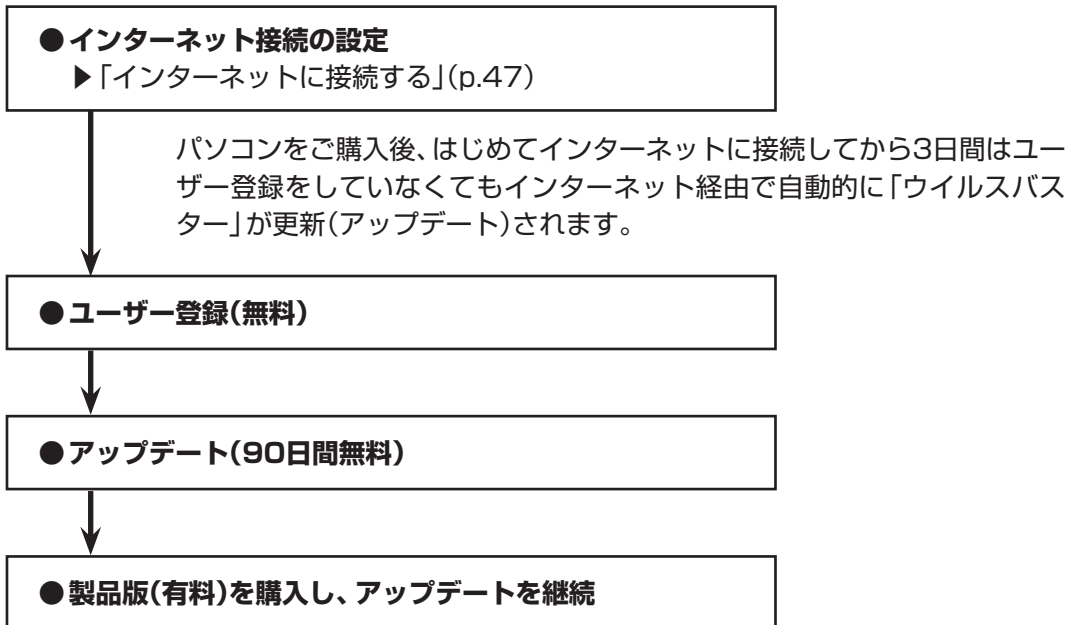 ●インターネット接続の設定
▶「インターネットに接続する」(p.47)
パソコンをご購入後、はじめてインターネットに接続してから3日間はユー
ザー登録をしていなくてもインターネット経由で自動的に「ウイルスバス
ター」が更新(アップデート)されます。
●ユーザー登録(無料)
●アップデート(90日間無料)
●製品版(有料)を購入し、アップデートを継続